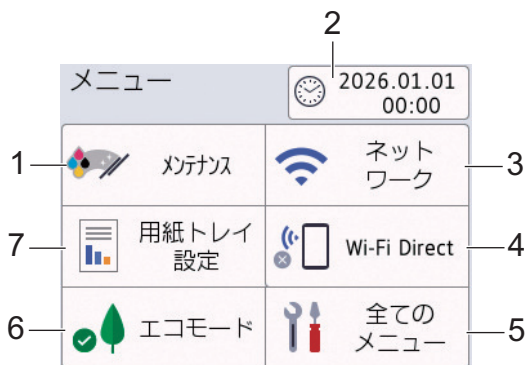 2
メニュー
2026.01.01
00:00
1
メンテナンス
ネット
ワーク
3
7
用紙トレイ
設定
Wi-Fi Direct
4
6
エコモード
全ての
メニュー
5